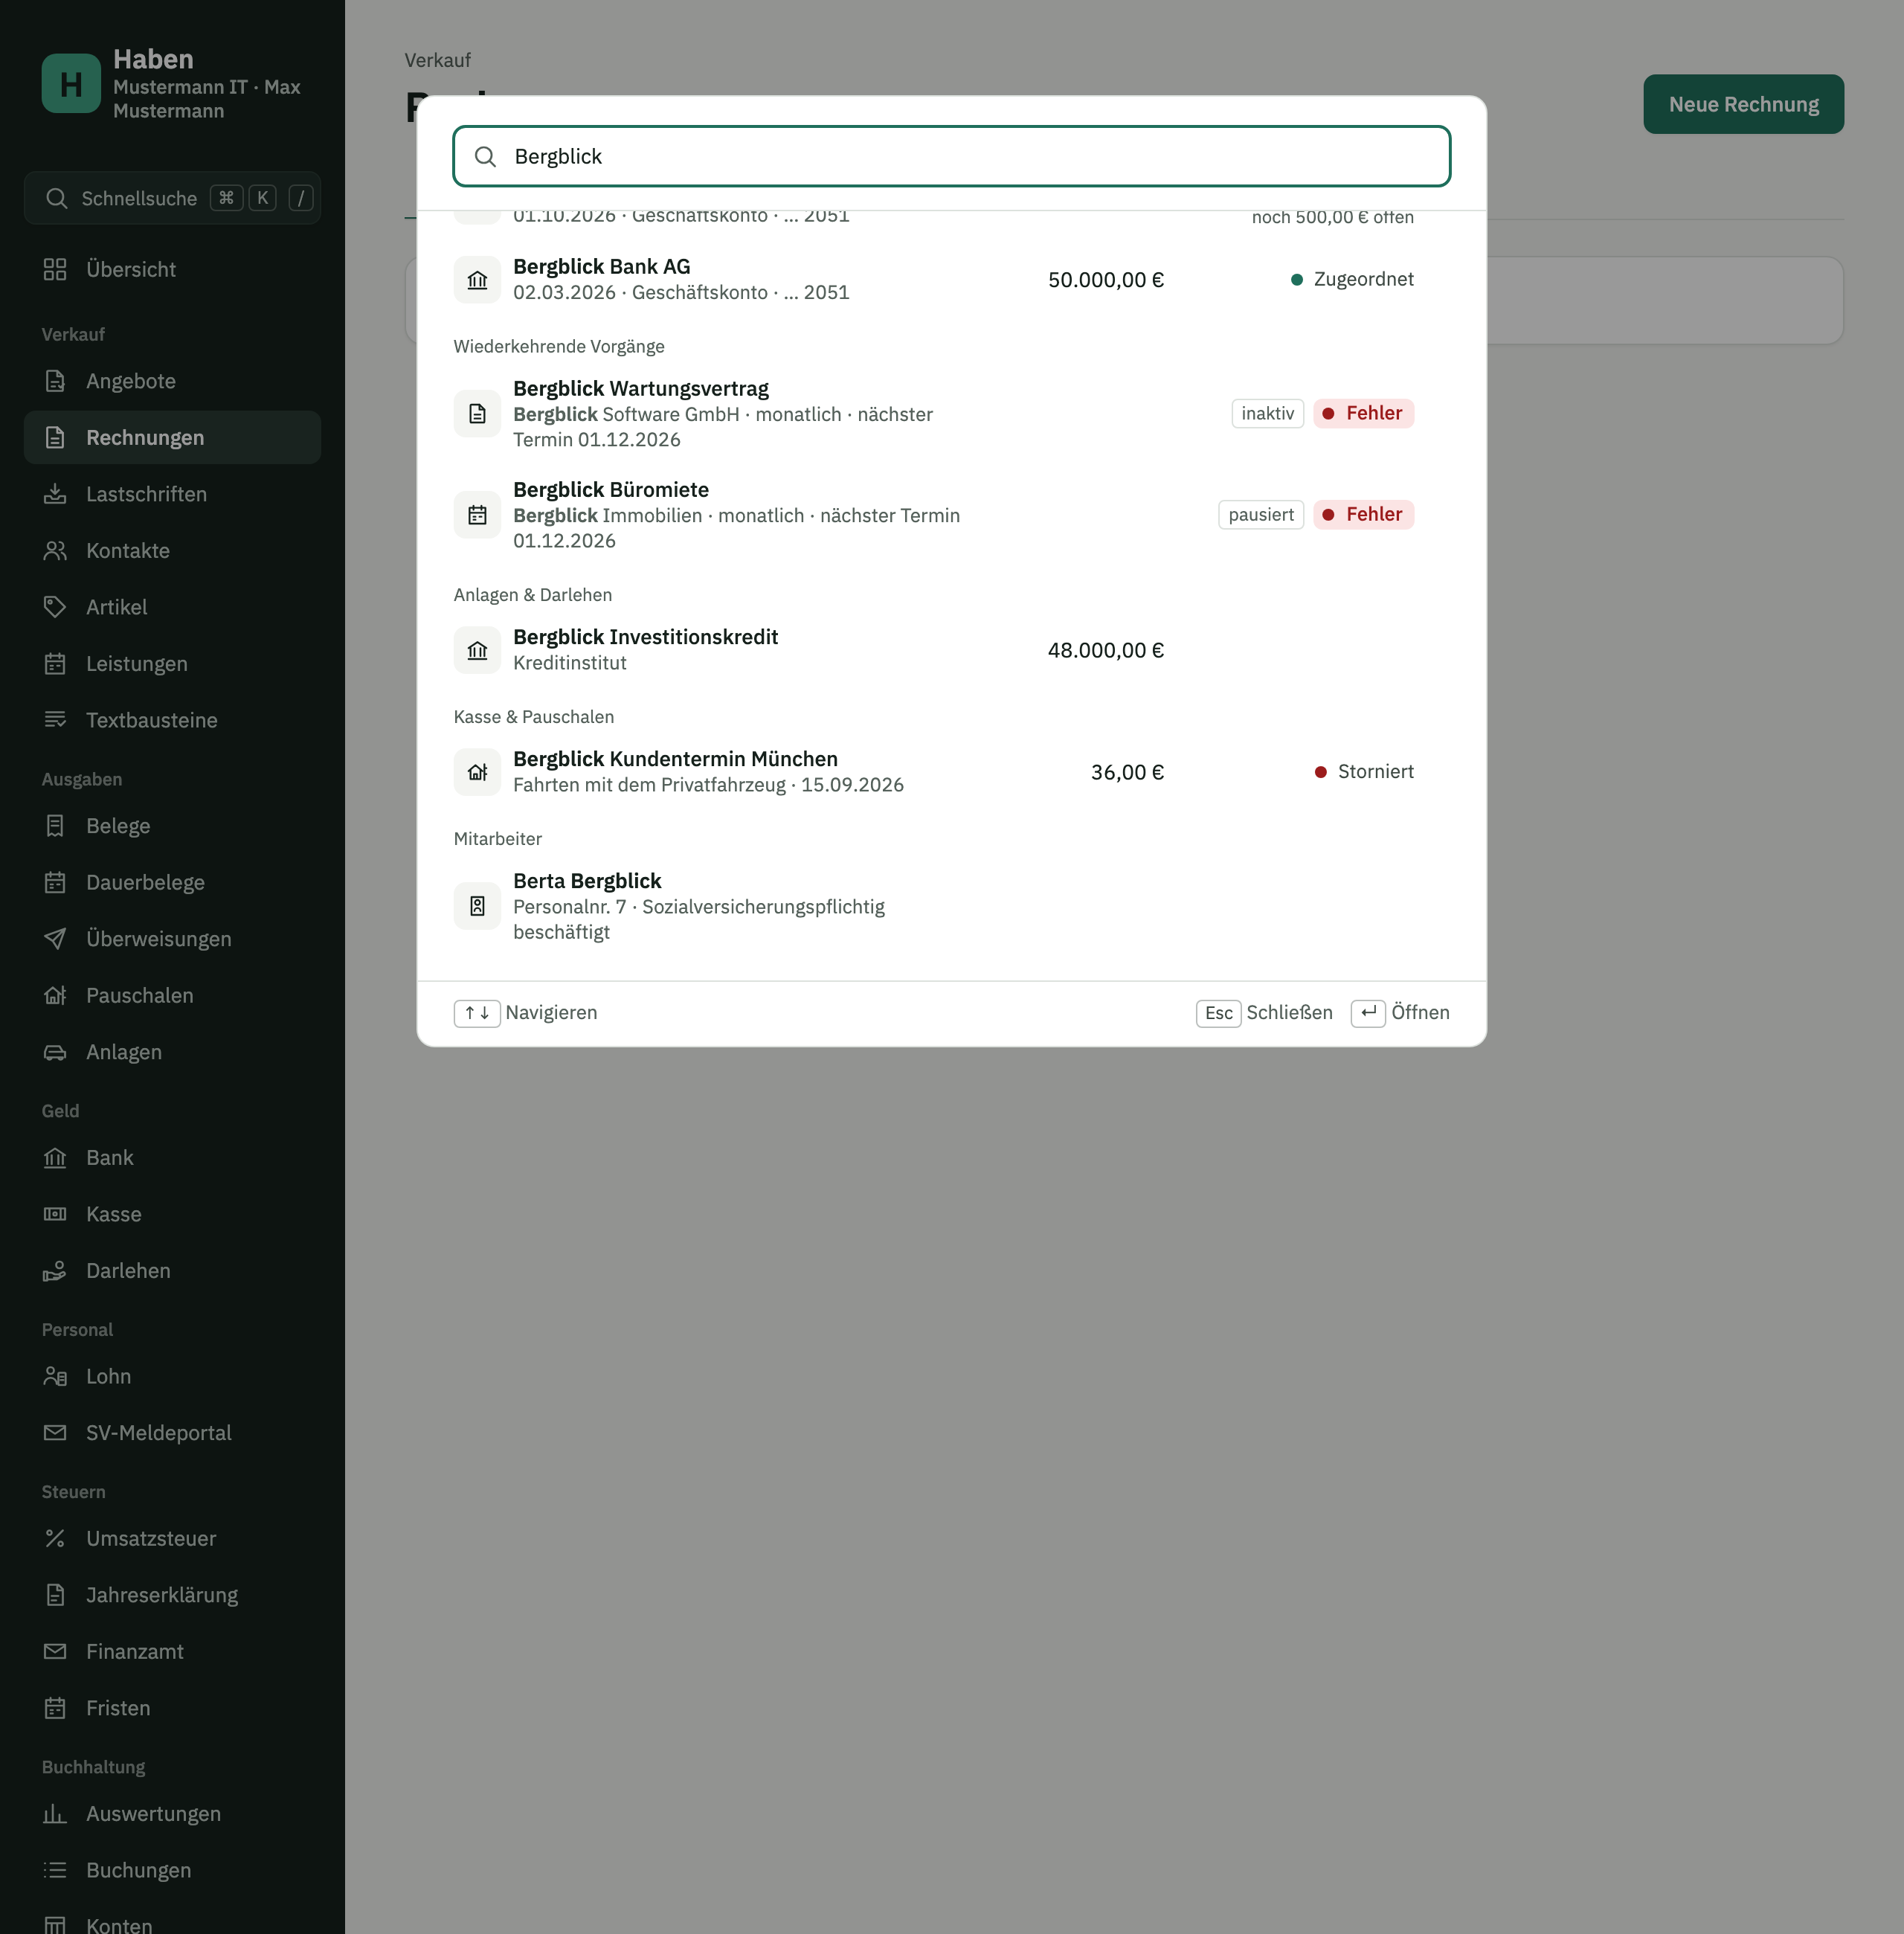 H
Haben
Mustermann IT · Max
Mustermann
Schnellsuche ⌘ K /
Übersicht
Verkauf
Angebote
Rechnungen
Lastschriften
Kontakte
Artikel
Leistungen
Textbausteine
Ausgaben
Belege
Dauerbelege
Überweisungen
Pauschalen
Anlagen
Geld
Bank
Kasse
Darlehen
Personal
Lohn
SV-Meldeportal
Steuern
Umsatzsteuer
Jahreserklärung
Finanzamt
Fristen
Buchhaltung
Auswertungen
Buchungen
Konten
Verkauf
Neue Rechnung
Bergblick
01.10.2026 · Geschäftskonto · … 2051
noch 500,00 € offen
Bergblick Bank AG
02.03.2026 · Geschäftskonto · … 2051
50.000,00 €
Zugeordnet
Wiederkehrende Vorgänge
Bergblick Wartungsvertrag
Bergblick Software GmbH · monatlich · nächster
Termin 01.12.2026
inaktiv Fehler
Bergblick Büromiete
Bergblick Immobilien · monatlich · nächster Termin
01.12.2026
pausiert Fehler
Anlagen & Darlehen
Bergblick Investitionskredit
Kreditinstitut
48.000,00 €
Kasse & Pauschalen
Bergblick Kundentermin München
Fahrten mit dem Privatfahrzeug · 15.09.2026
36,00 €
Storniert
Mitarbeiter
Berta Bergblick
Personalnr. 7 · Sozialversicherungspflichtig
beschäftigt
↑↓ Navigieren
Esc Schließen ↵ Öffnen